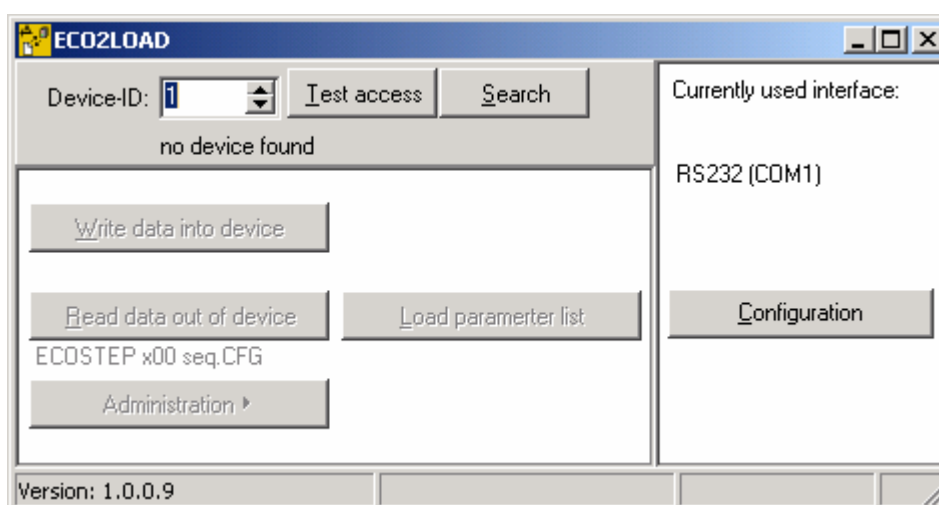 ECO2LOAD
Device-ID: 1 Test access Search
no device found
Currently used interface:
RS232 (COM1)
Write data into device
Read data out of device Load paramerter list
ECOSTEP x00 seq.CFG
Administration
Configuration
Version: 1.0.0.9